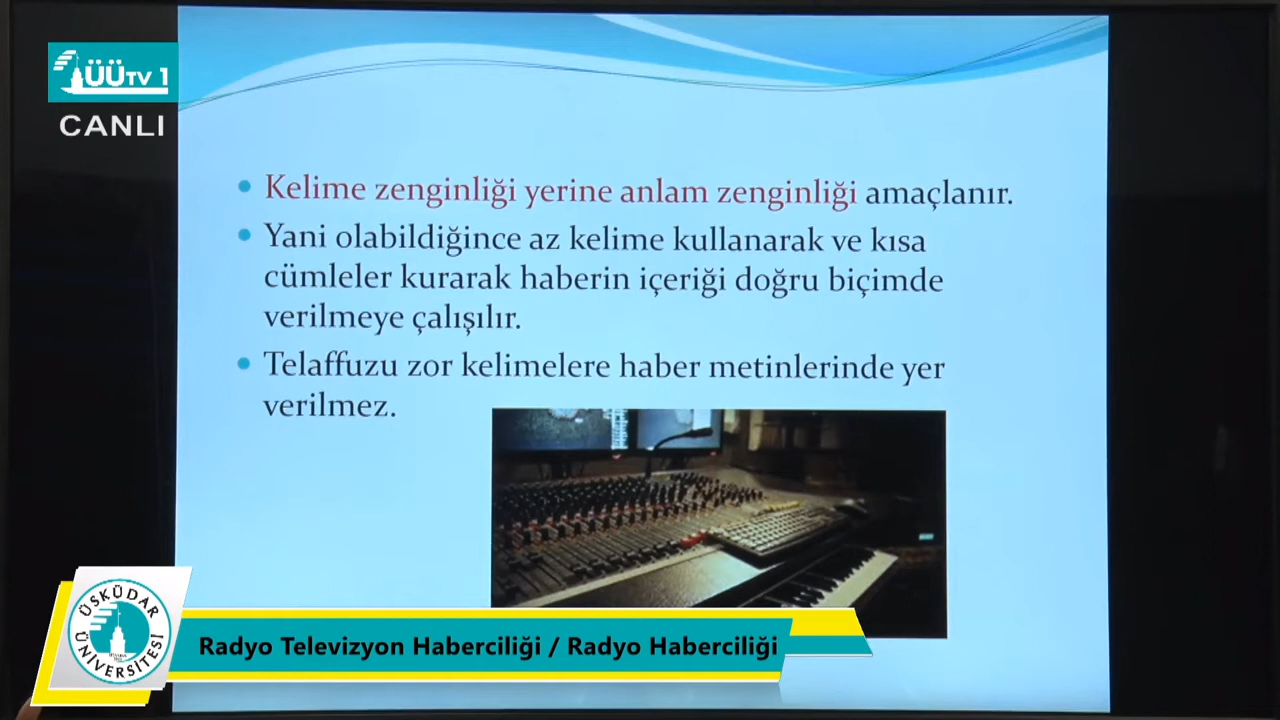 ÜÜTV 1
CANLI
• Kelime zenginliği yerine anlam zenginliği amaçlanır.
• Yani olabildiğince az kelime kullanarak ve kısa
cümleler kurarak haberin içeriği doğru biçimde
verilmeye çalışılır.
• Telaffuzu zor kelimelere haber metinlerinde yer
verilmez.
ÜSKÜDAR
ÜNİVERSİTESİ
Radyo Televizyon Haberciliği / Radyo Haberciliği